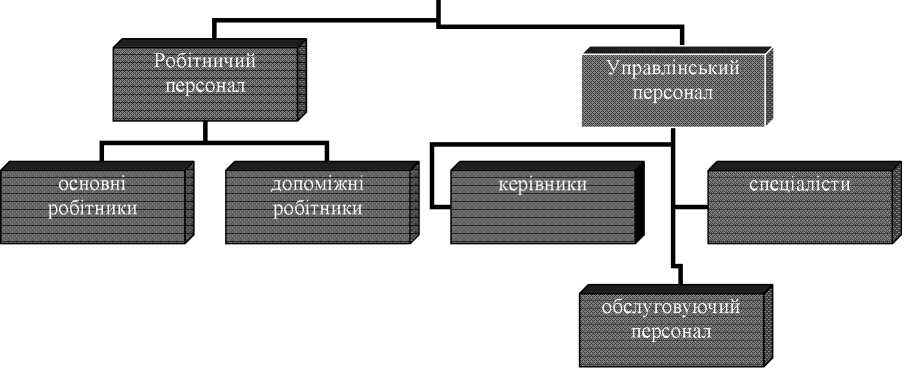 Робітничий
персонал
Управлінський
персонал
основні
робітники
допоміжні
робітники
керівники
спеціалісти
обслуговуючий
персонал